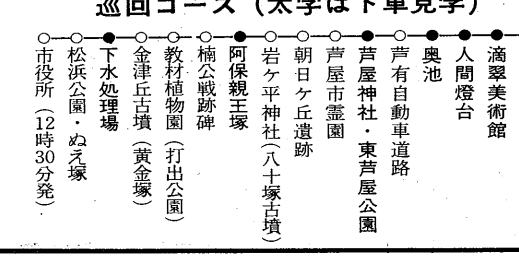 巡回コース（太字は下車見学）
市役所（12時30分発）
松浜公園・ぬえ塚
下水処理場
金津丘古墳（黄金塚）
教材植物園（打出公園）
楠公戦跡碑
阿保親王塚
岩ケ平神社（八十塚古墳）
朝日ケ丘遺跡
芦屋市霊園
芦屋神社・東芦屋公園
芦有自動車道路
奥池
人間燈台
滴翠美術館